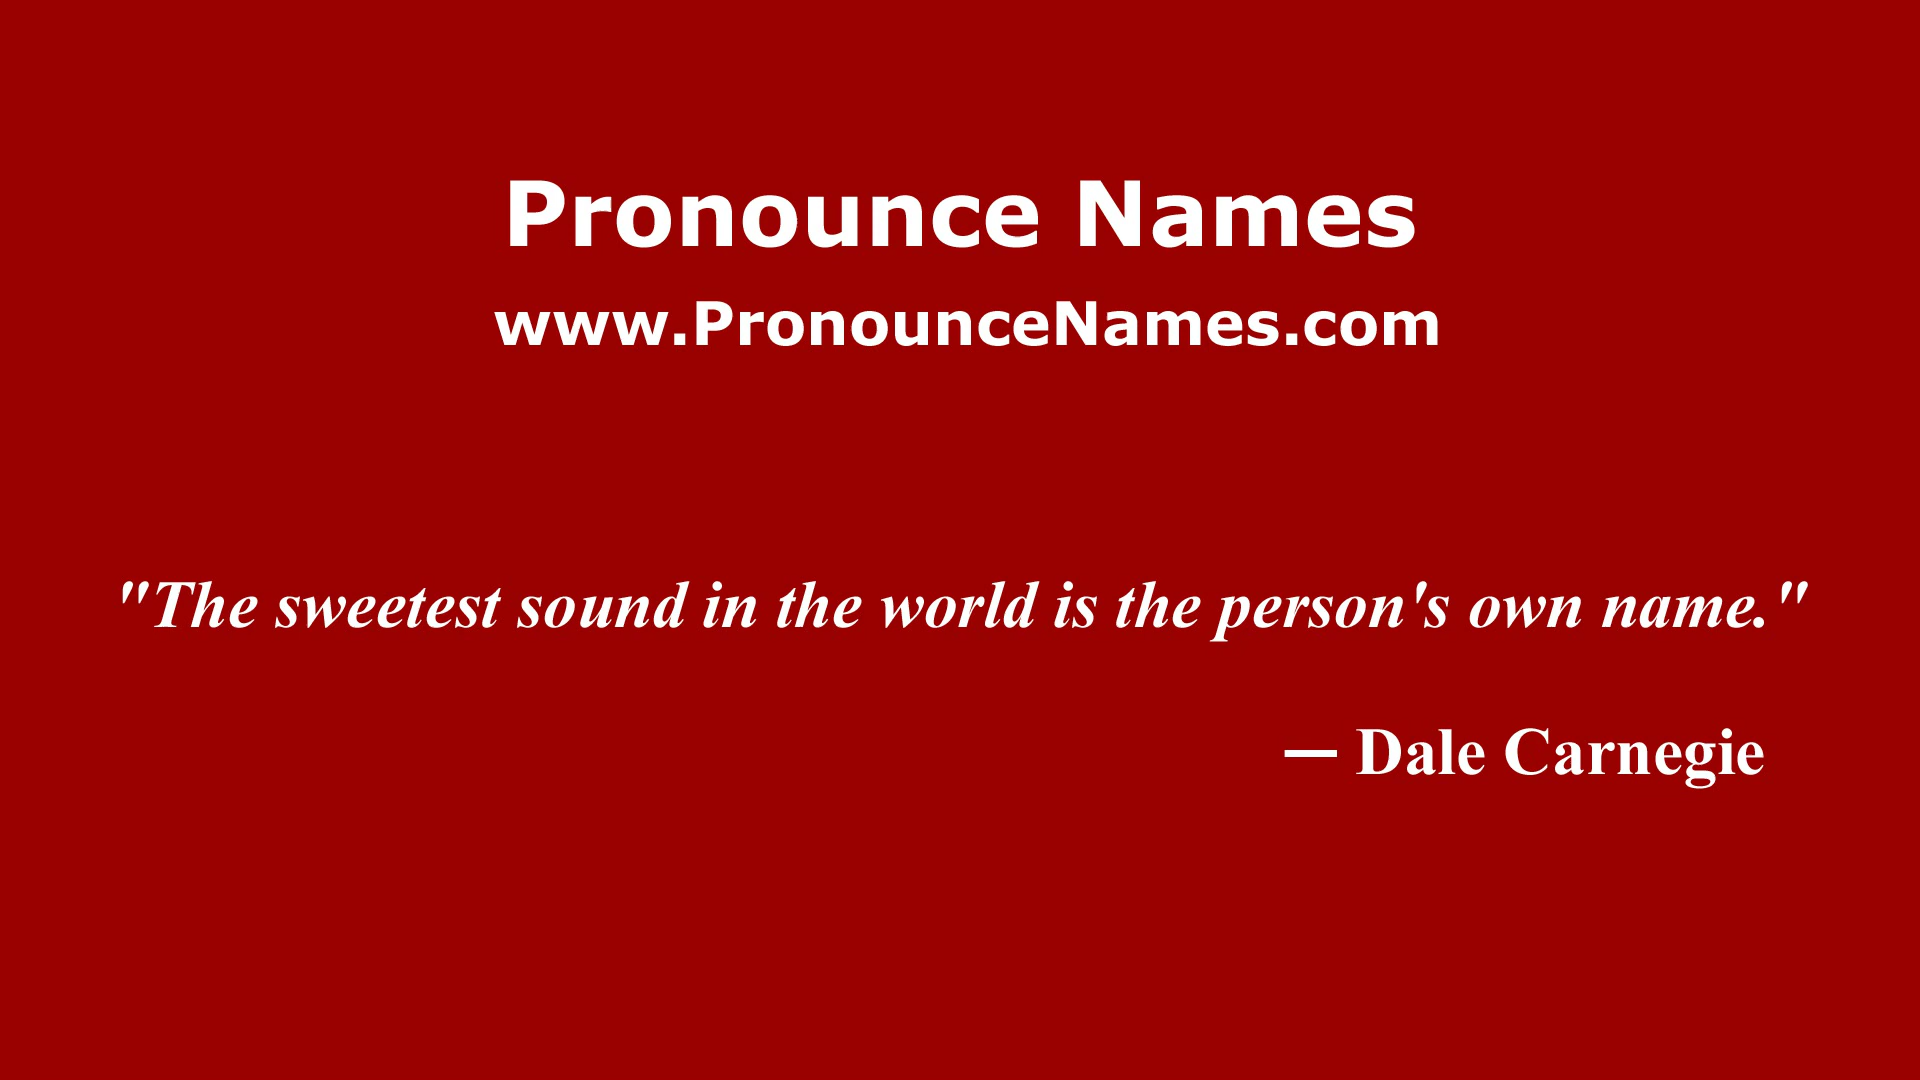 Pronounce Names
www.PronounceNames.com
"The sweetest sound in the world is the person's own name."
— Dale Carnegie